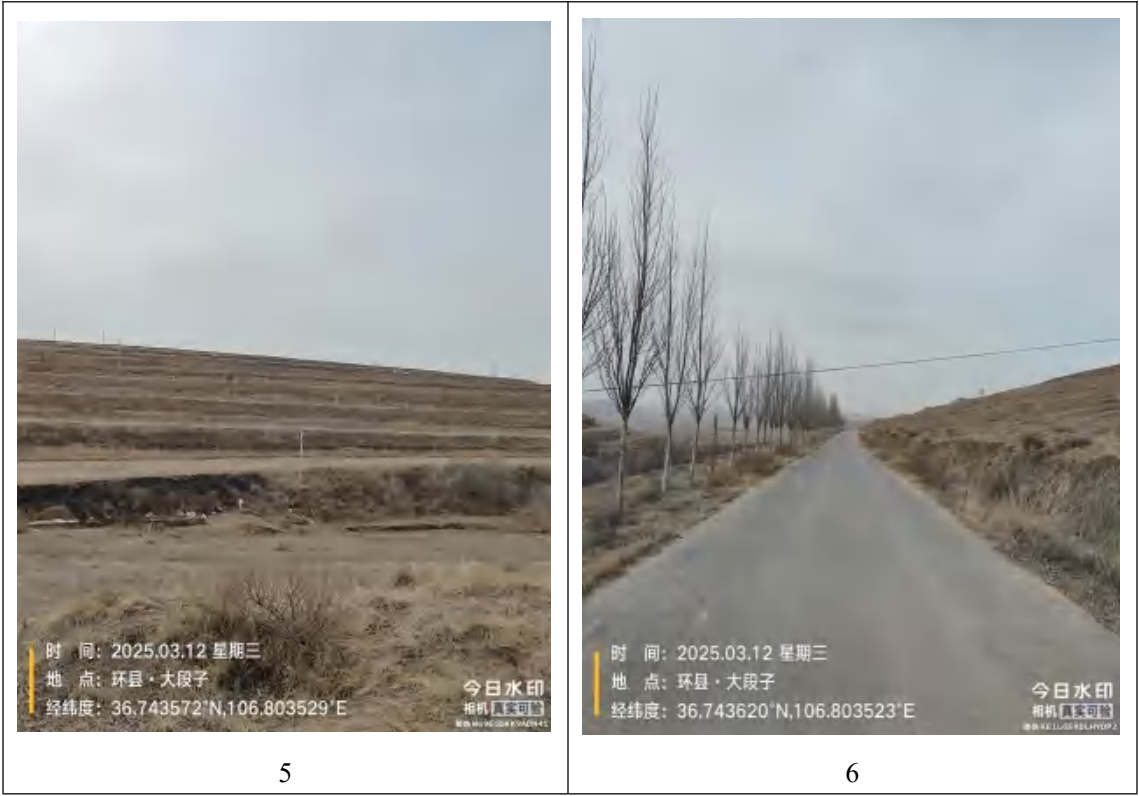 时 间：2025.03.12 星期三
地 点：环县·大段子
经纬度：36.743572°N,106.803529°E
今日水印
相机 真实可验
5
时 间：2025.03.12 星期三
地 点：环县·大段子
经纬度：36.743620°N,106.803523°E
今日水印
相机 真实可验
6